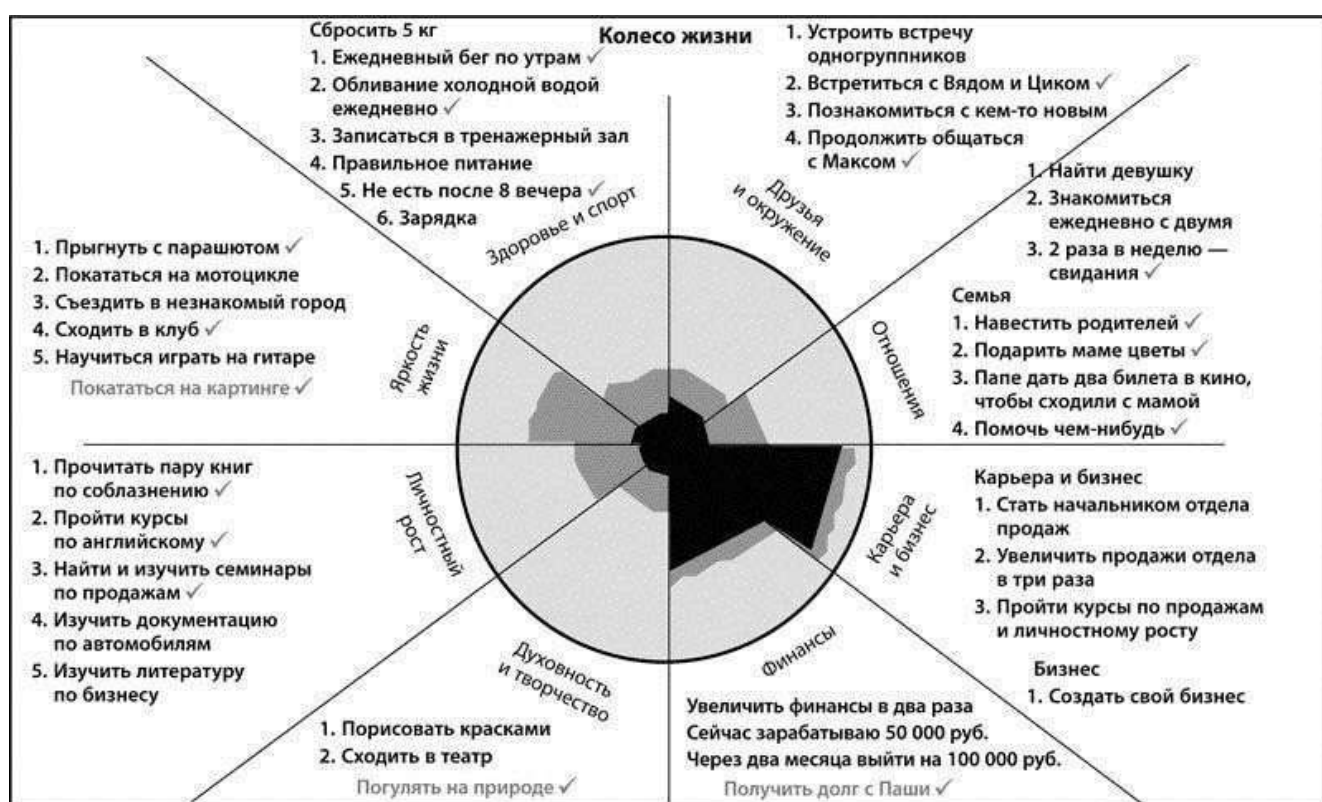 Колесо жизни
Сбросить 5 кг
1. Ежедневный бег по утрам ✓
2. Обливание холодной водой
ежедневно ✓
3. Записаться в тренажерный зал
4. Правильное питание
5. Не есть после 8 вечера ✓
6. Зарядка
Здоровье и спорт
1. Устроить встречу
одногруппников
2. Встретиться с Вядом и Циком ✓
3. Познакомиться с кем-то новым
4. Продолжить общаться
с Максом ✓
Друзья
и окружение
1. Найти девушку
2. Знакомиться
ежедневно с двумя
3. 2 раза в неделю —
свидания ✓
Семья
1. Навестить родителей ✓
2. Подарить маме цветы ✓
3. Папе дать два билета в кино,
чтобы сходили с мамой
4. Помочь чем-нибудь ✓
Отношения
Карьера и бизнес
1. Стать начальником отдела
продаж
2. Увеличить продажи отдела
в три раза
3. Пройти курсы по продажам
и личностному росту
Бизнес
1. Создать свой бизнес
Карьера
и бизнес
Финансы
Увеличить финансы в два раза
Сейчас зарабатываю 50 000 руб.
Через два месяца выйти на 100 000 руб.
Получить долг с Паши ✓
Духовность
и творчество
1. Порисовать красками
2. Сходить в театр
Погулять на природе ✓
Личностный
рост
1. Прочитать пару книг
по соблазнению ✓
2. Пройти курсы
по английскому ✓
3. Найти и изучить семинары
по продажам ✓
4. Изучить документацию
по автомобилям
5. Изучить литературу
по бизнесу
Яркость
жизни
1. Прыгнуть с парашютом ✓
2. Покататься на мотоцикле
3. Съездить в незнакомый город
4. Сходить в клуб ✓
5. Научиться играть на гитаре
Покататься на картинге ✓